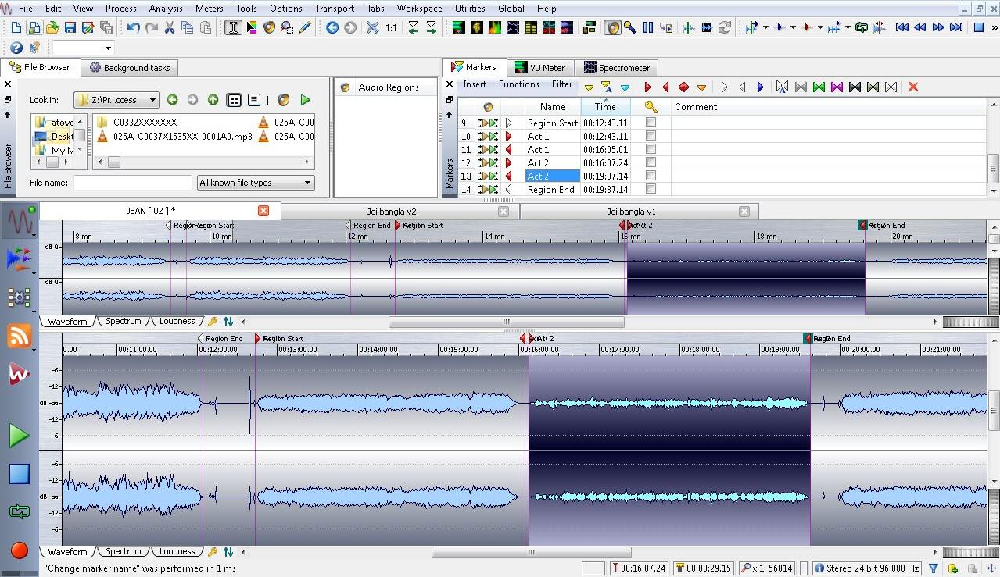 File Edit View Process Analysis Meters Tools Options Transport Tabs Workspace Utilities Global Help
1:1
File Browser Background tasks
Markers VU Meter Spectrometer
Look in: Z:\Pr...ccess
Audio Regions
Insert Functions Filter
Name Time Comment
atove C0332XXXXXXX 025A-C00
Deskt 025A-C0037X1535XX-0001A0.mp3 025A-C00
My M
File name: All known file types
File Browser
Markers
9 Region Start 00:12:43.11
10 Act 1 00:12:43.11
11 Act 1 00:16:05.01
12 Act 2 00:16:07.24
13 Act 2 00:19:37.14
14 Region End 00:19:37.14
JBAN [ 02 ] * Joi bangla v2 Joi bangla v1
Region End Region Start
8 mn 10 mn 12 mn 14 mn 16 mn 18 mn 20 mn
dB 0
dB 0
Waveform Spectrum Loudness
Region End Region Start Act 2 Region End
0.00 00:11:00.00 00:12:00.00 00:13:00.00 00:14:00.00 00:15:00.00 00:16:00.00 00:17:00.00 00:18:00.00 00:19:00.00 00:20:00.00 00:21:00.00
-6
-12
dB -oo
-12
-6
-6
-12
dB -oo
-12
-6
Waveform Spectrum Loudness
"Change marker name" was performed in 1 ms 00:16:07.24 00:03:29.15 x 1: 56014 Stereo 24 bit 96 000 Hz